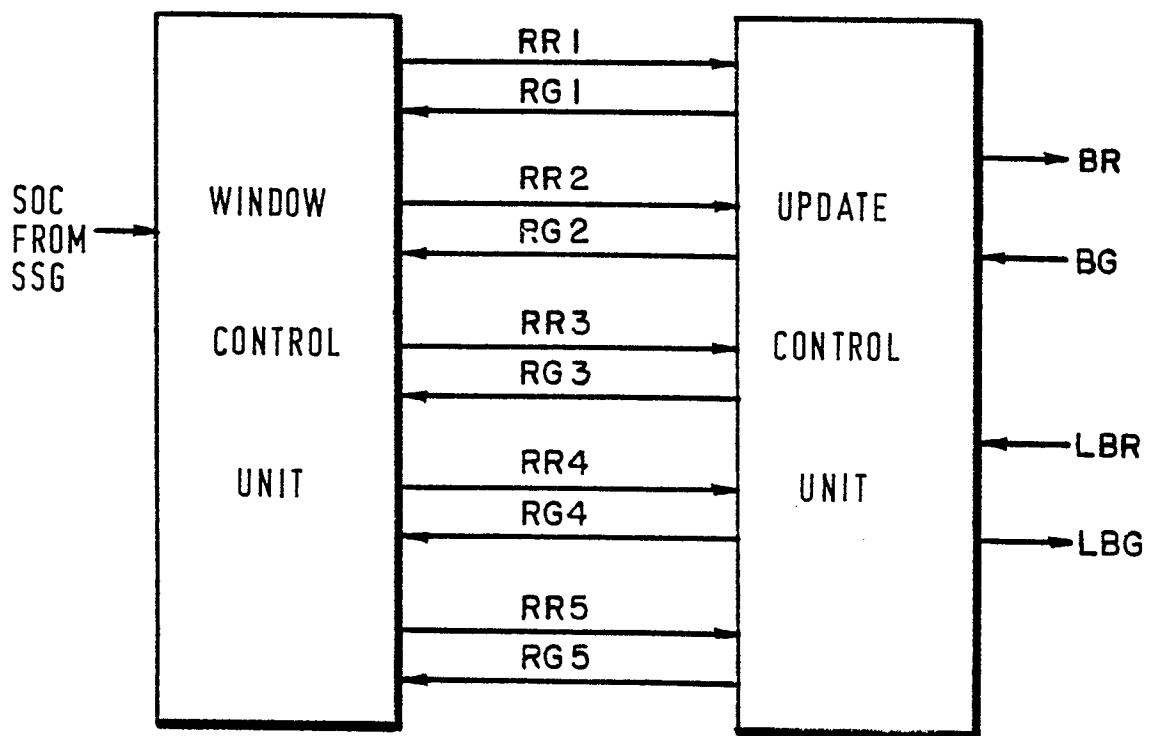 SOC
FROM
SSG
WINDOW
CONTROL
UNIT
RR1
RG1
RR2
RG2
RR3
RG3
RR4
RG4
RR5
RG5
UPDATE
CONTROL
UNIT
BR
BG
LBR
LBG